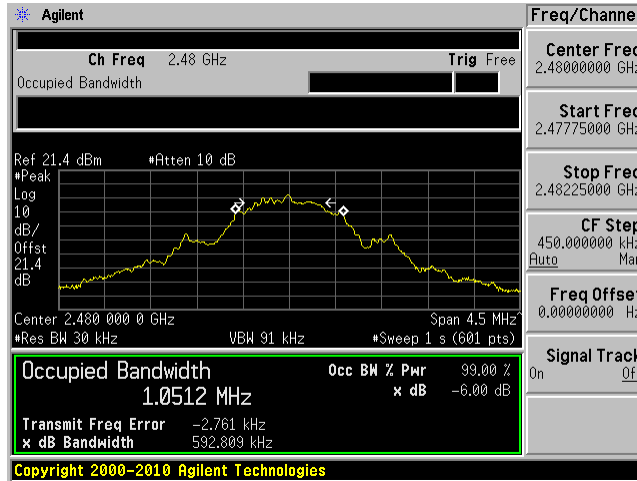 Agilent
Freq/Channe
Ch Freq 2.48 GHz Trig Free
Occupied Bandwidth
Center Freq
2.48000000 GHz
Start Freq
2.47775000 GHz
Stop Freq
2.48225000 GHz
CF Step
450.000000 kHz
Auto Man
Freq Offset
0.00000000 Hz
Signal Track
On Off
Ref 21.4 dBm #Atten 10 dB
#Peak
Log
10
dB/
Offst
21.4
dB
Center 2.480 000 0 GHz Span 4.5 MHz^
#Res BW 30 kHz VBW 91 kHz #Sweep 1 s (601 pts)
Occupied Bandwidth
1.0512 MHz
Occ BW % Pwr 99.00 %
x dB -6.00 dB
Transmit Freq Error -2.761 kHz
x dB Bandwidth 592.809 kHz
Copyright 2000-2010 Agilent Technologies